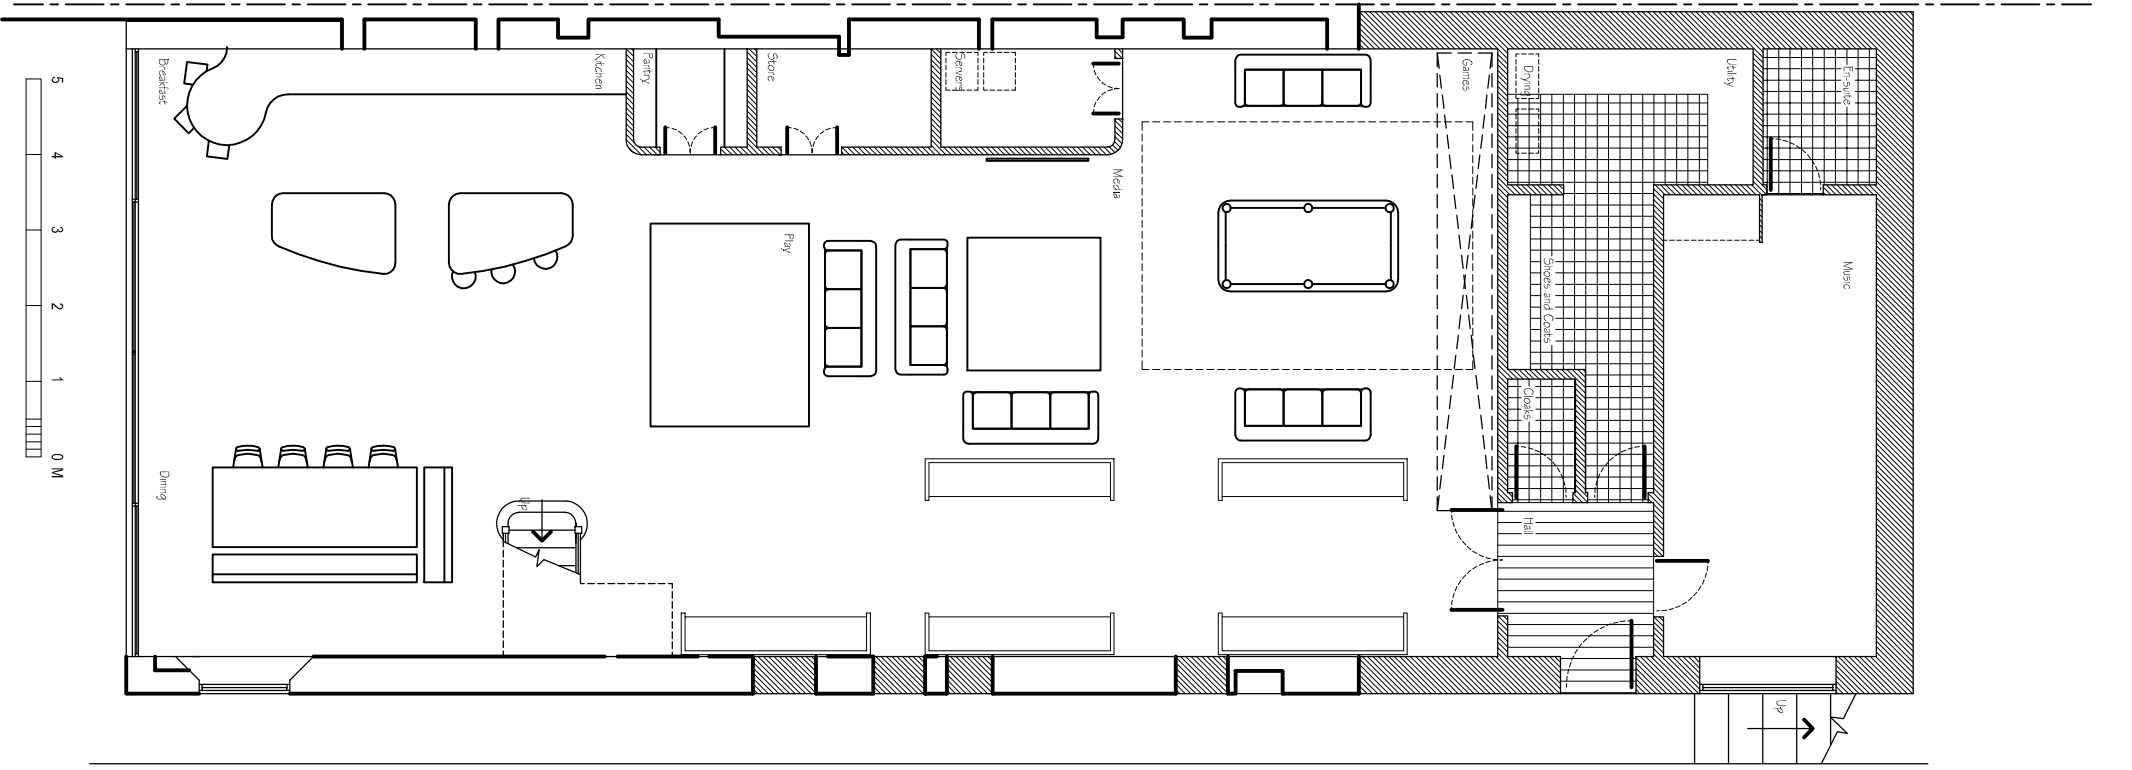 Breakfast
Kitchen
Pantry
Store
Servers
Games
Drying
Utility
En-suite
Media
Play
Shoes and Coats
Music
Cloaks
Dining
Up
Hall
Up
5
4
3
2
1
0 M